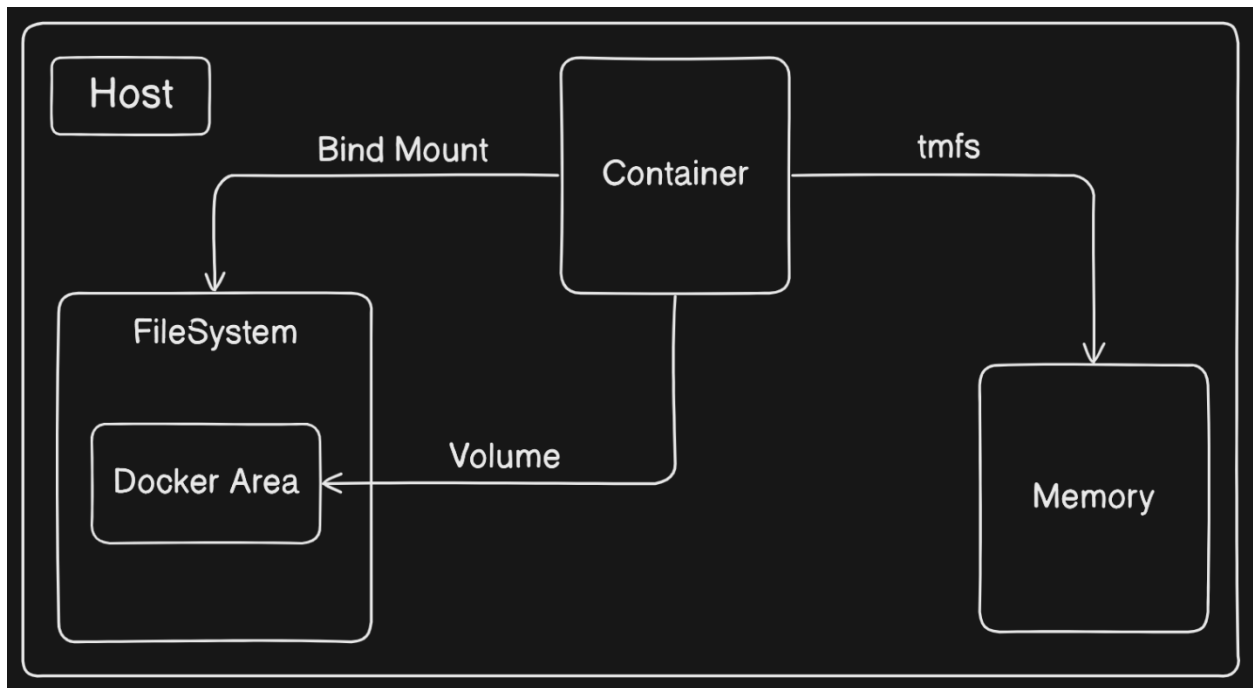 Host
Bind Mount
Container
tmfs
FileSystem
Docker Area
Volume
Memory